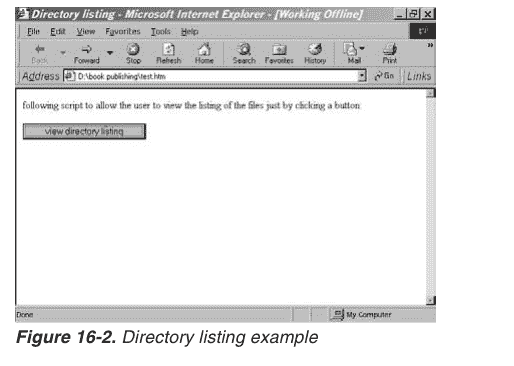 Directory listing - Microsoft Internet Explorer - [Working Offline]
File Edit View Favorites Tools Help
Back Forward Stop Refresh Home Search Favorites History Mail Print
Address D:\book publishing\test.htm Go Links
following script to allow the user to view the listing of the files just by clicking a button:
view directory listing
Done My Computer
Figure 16-2. Directory listing example